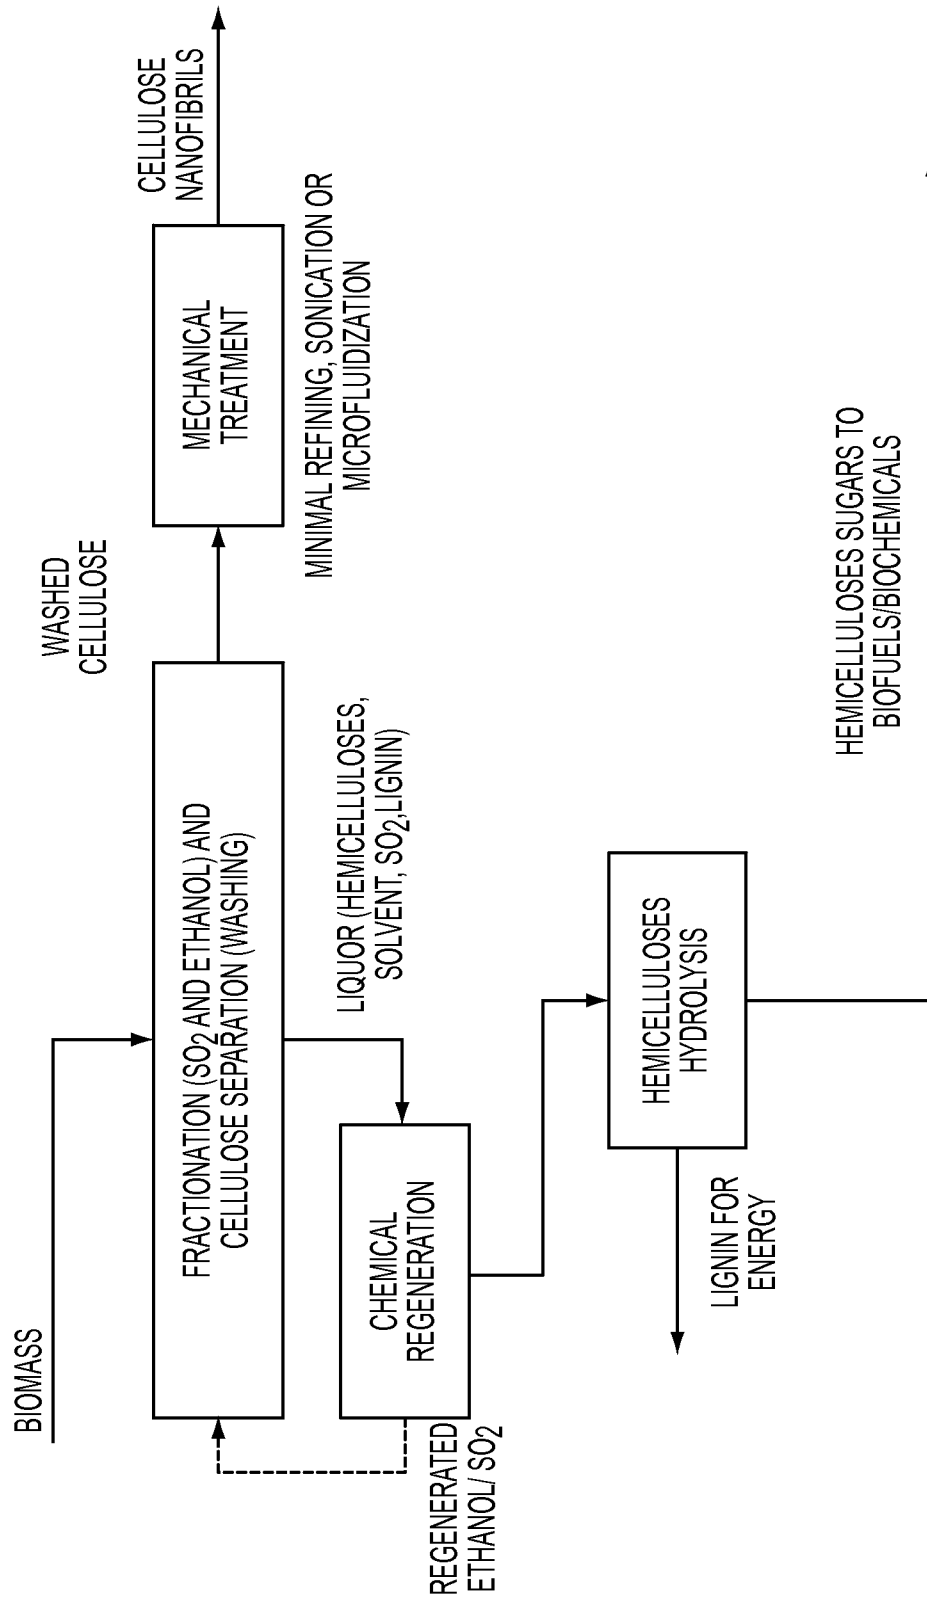 BIOMASS
WASHED
CELLULOSE
CELLULOSE
NANOFIBRILS
FRACTIONATION (SO2 AND ETHANOL) AND
CELLULOSE SEPARATION (WASHING)
MECHANICAL
TREATMENT
MINIMAL REFINING, SONICATION OR
MICROFLUIDIZATION
LIQUOR (HEMICELLULOSES,
SOLVENT, SO2,LIGNIN)
CHEMICAL
REGENERATION
REGENERATED
ETHANOL/ SO2
HEMICELLULOSES
HYDROLYSIS
LIGNIN FOR
ENERGY
HEMICELLULOSES SUGARS TO
BIOFUELS/BIOCHEMICALS